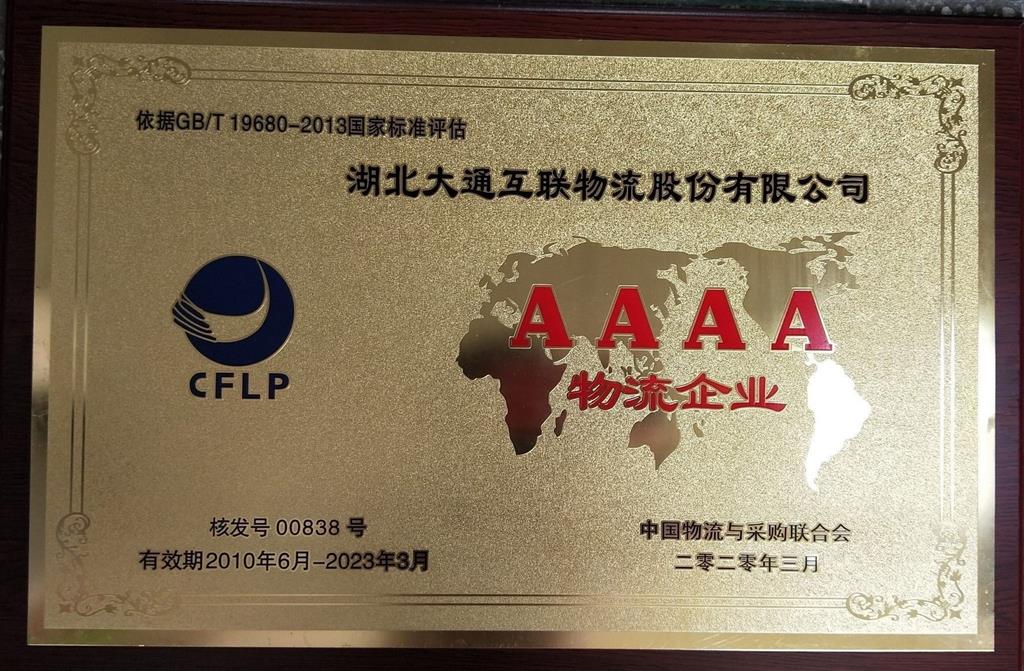 依据GB/T 19680-2013国家标准评估
湖北大通互联物流股份有限公司
AAAA
物流企业
CFLP
核发号 00838 号
有效期2010年6月-2023年3月
中国物流与采购联合会
二零二零年三月